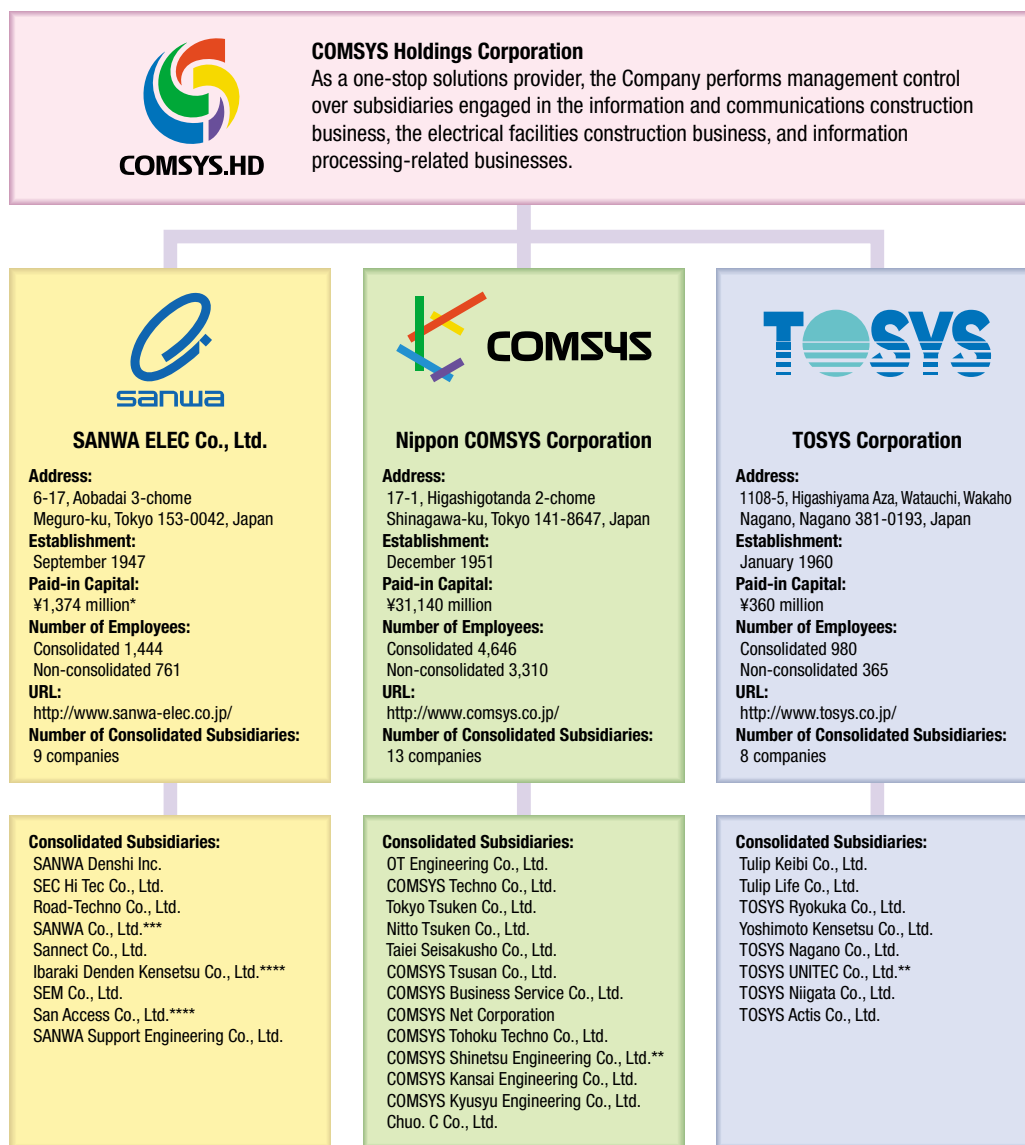 COMSYS.HD
COMSYS Holdings Corporation
As a one-stop solutions provider, the Company performs management control
over subsidiaries engaged in the information and communications construction
business, the electrical facilities construction business, and information
processing-related businesses.
sanwa
SANWA ELEC Co., Ltd.
Address:
6-17, Aobadai 3-chome
Meguro-ku, Tokyo 153-0042, Japan
Establishment:
September 1947
Paid-in Capital:
¥1,374 million*
Number of Employees:
Consolidated 1,444
Non-consolidated 761
URL:
http://www.sanwa-elec.co.jp/
Number of Consolidated Subsidiaries:
9 companies
Consolidated Subsidiaries:
SANWA Denshi Inc.
SEC Hi Tec Co., Ltd.
Road-Techno Co., Ltd.
SANWA Co., Ltd.***
Sannect Co., Ltd.
Ibaraki Denden Kensetsu Co., Ltd.****
SEM Co., Ltd.
San Access Co., Ltd.****
SANWA Support Engineering Co., Ltd.
COMSYS
Nippon COMSYS Corporation
Address:
17-1, Higashigotanda 2-chome
Shinagawa-ku, Tokyo 141-8647, Japan
Establishment:
December 1951
Paid-in Capital:
¥31,140 million
Number of Employees:
Consolidated 4,646
Non-consolidated 3,310
URL:
http://www.comsys.co.jp/
Number of Consolidated Subsidiaries:
13 companies
Consolidated Subsidiaries:
OT Engineering Co., Ltd.
COMSYS Techno Co., Ltd.
Tokyo Tsuken Co., Ltd.
Nitto Tsuken Co., Ltd.
Taiei Seisakusho Co., Ltd.
COMSYS Tsusan Co., Ltd.
COMSYS Business Service Co., Ltd.
COMSYS Net Corporation
COMSYS Tohoku Techno Co., Ltd.
COMSYS Shinetsu Engineering Co., Ltd.**
COMSYS Kansai Engineering Co., Ltd.
COMSYS Kyusyu Engineering Co., Ltd.
Chuo. C Co., Ltd.
TOSYS
TOSYS Corporation
Address:
1108-5, Higashiyama Aza, Watauchi, Wakaho
Nagano, Nagano 381-0193, Japan
Establishment:
January 1960
Paid-in Capital:
¥360 million
Number of Employees:
Consolidated 980
Non-consolidated 365
URL:
http://www.tosys.co.jp/
Number of Consolidated Subsidiaries:
8 companies
Consolidated Subsidiaries:
Tulip Keibi Co., Ltd.
Tulip Life Co., Ltd.
TOSYS Ryokuka Co., Ltd.
Yoshimoto Kensetsu Co., Ltd.
TOSYS Nagano Co., Ltd.
TOSYS UNITEC Co., Ltd.**
TOSYS Niigata Co., Ltd.
TOSYS Actis Co., Ltd.